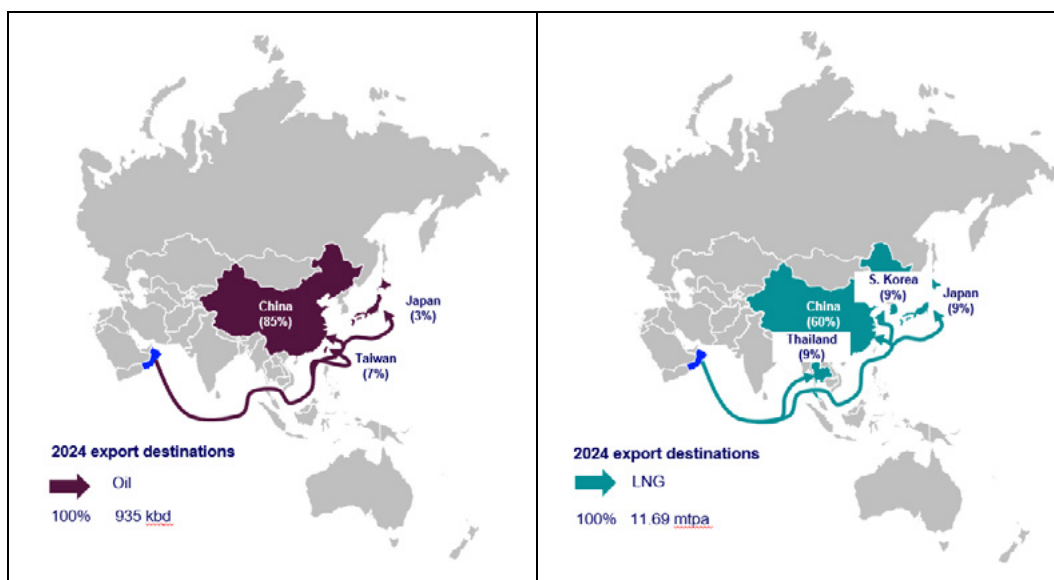 China
(85%)
Japan
(3%)
Taiwan
(7%)
2024 export destinations
Oil
100% 935 kbd
S. Korea
(9%)
Japan
(9%)
China
(60%)
Thailand
(9%)
2024 export destinations
LNG
100% 11.69 mtpa